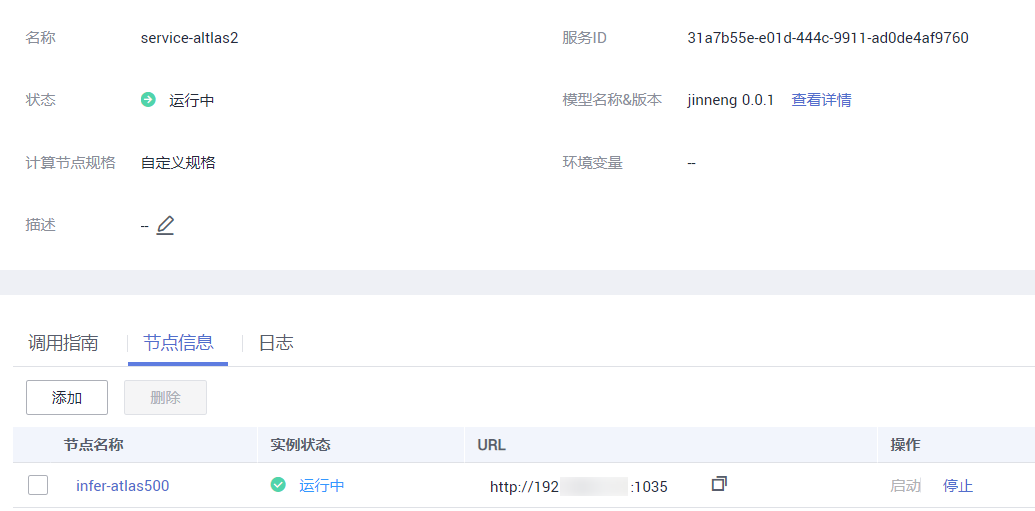 名称 service-altlas2 服务ID 31a7b55e-e01d-444c-9911-ad0de4af9760
状态 运行中 模型名称&版本 jinneng 0.0.1 查看详情
计算节点规格 自定义规格 环境变量 --
描述 --
调用指南 节点信息 日志
添加 删除
节点名称 实例状态 URL 操作
infer-atlas500 运行中 http://192 :1035 启动 停止